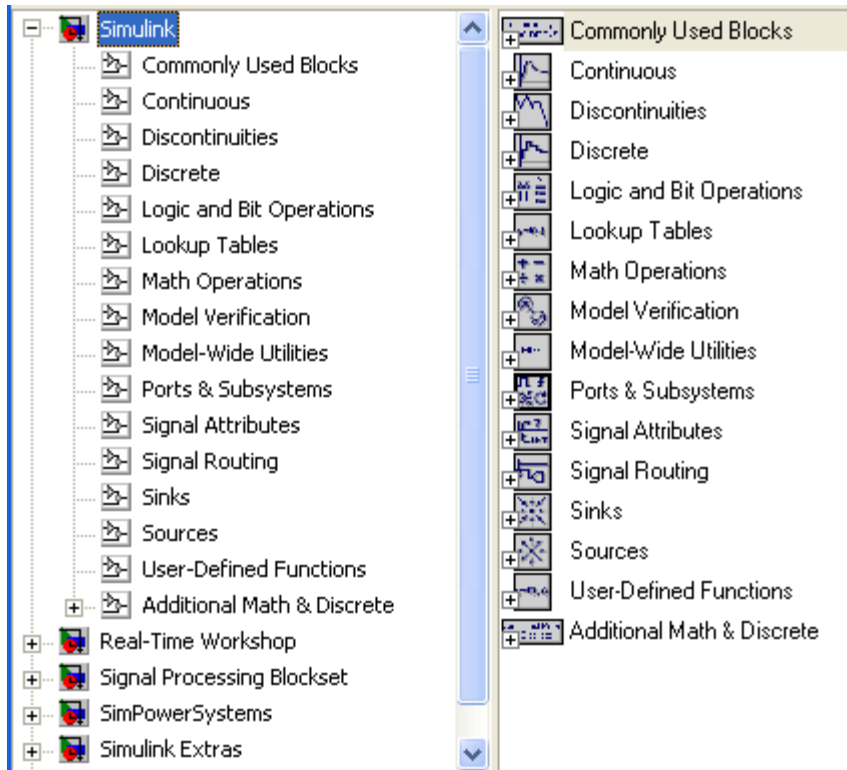 Simulink
Commonly Used Blocks
Continuous
Discontinuities
Discrete
Logic and Bit Operations
Lookup Tables
Math Operations
Model Verification
Model-Wide Utilities
Ports & Subsystems
Signal Attributes
Signal Routing
Sinks
Sources
User-Defined Functions
Additional Math & Discrete
Real-Time Workshop
Signal Processing Blockset
SimPowerSystems
Simulink Extras
Commonly Used Blocks
Continuous
Discontinuities
Discrete
Logic and Bit Operations
Lookup Tables
Math Operations
Model Verification
Model-Wide Utilities
Ports & Subsystems
Signal Attributes
Signal Routing
Sinks
Sources
User-Defined Functions
Additional Math & Discrete